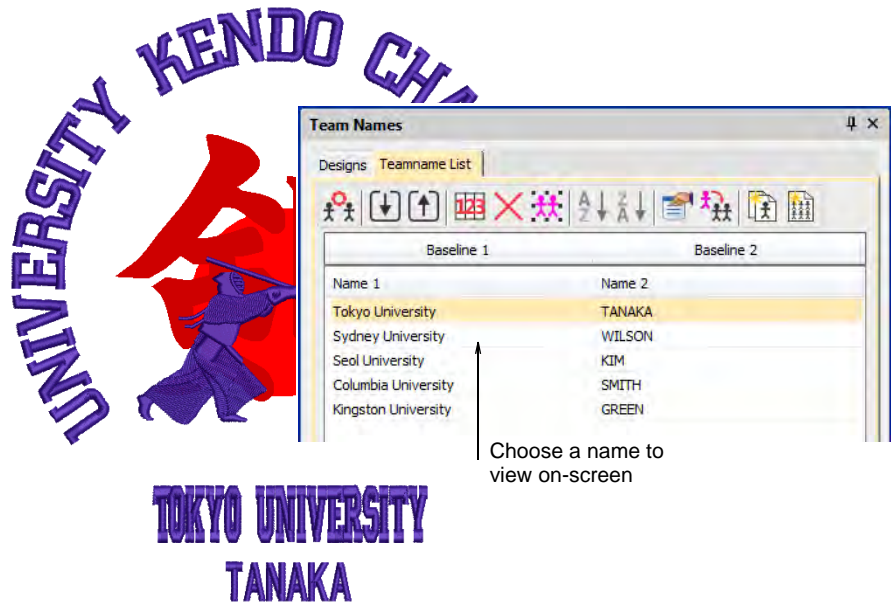 UNIVERSITY KENDO CHA
Team Names
Designs Teamname List
123
A Z Z A
Baseline 1 Baseline 2
Name 1 Name 2
Tokyo University TANAKA
Sydney University WILSON
Seol University KIM
Columbia University SMITH
Kingston University GREEN
Choose a name to
view on-screen
TOKYO UNIVERSITY
TANAKA